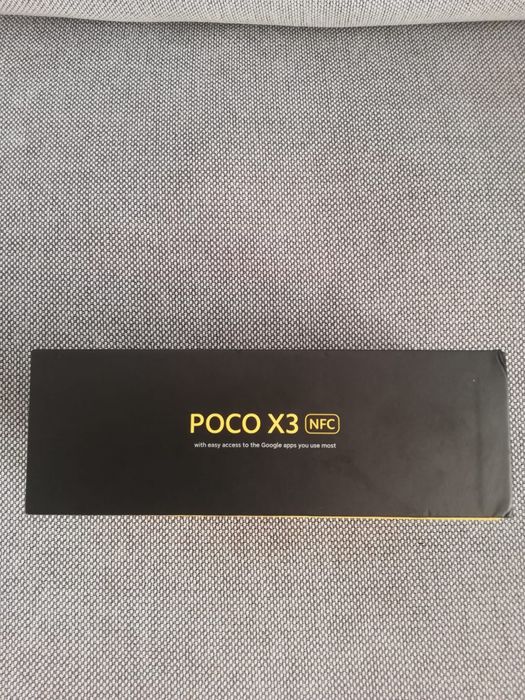 POCO X3 NFC
with easy access to the Google apps you use most